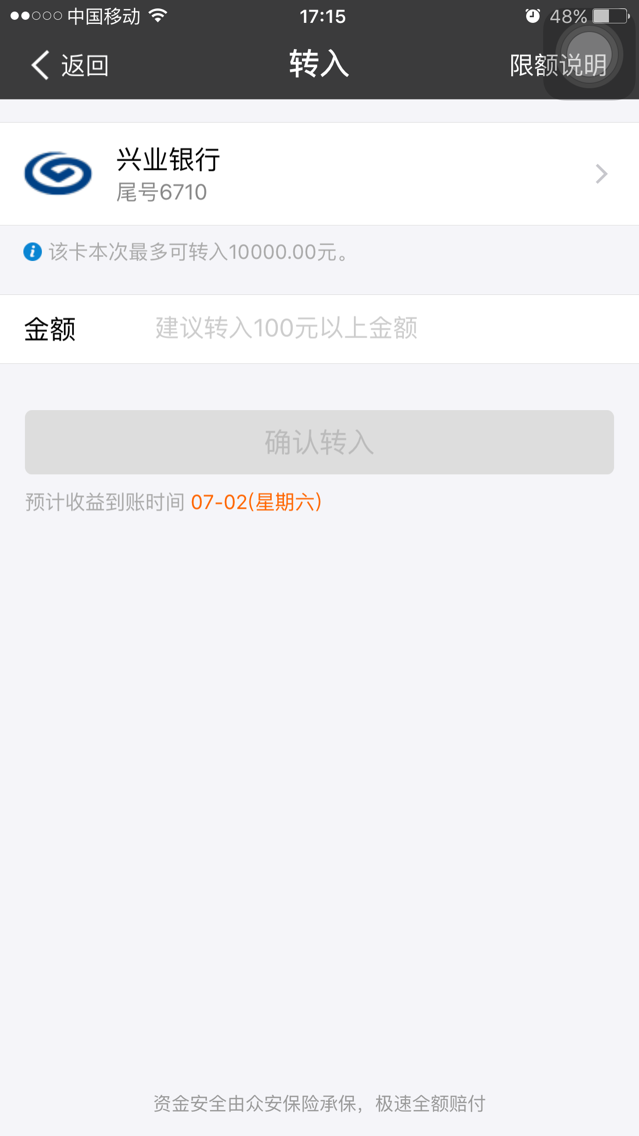 中国移动
17:15
48%
返回
转入
限额说明
兴业银行
尾号6710
该卡本次最多可转入10000.00元。
金额
建议转入100元以上金额
确认转入
预计收益到账时间 07-02(星期六)
资金安全由众安保险承保，极速全额赔付